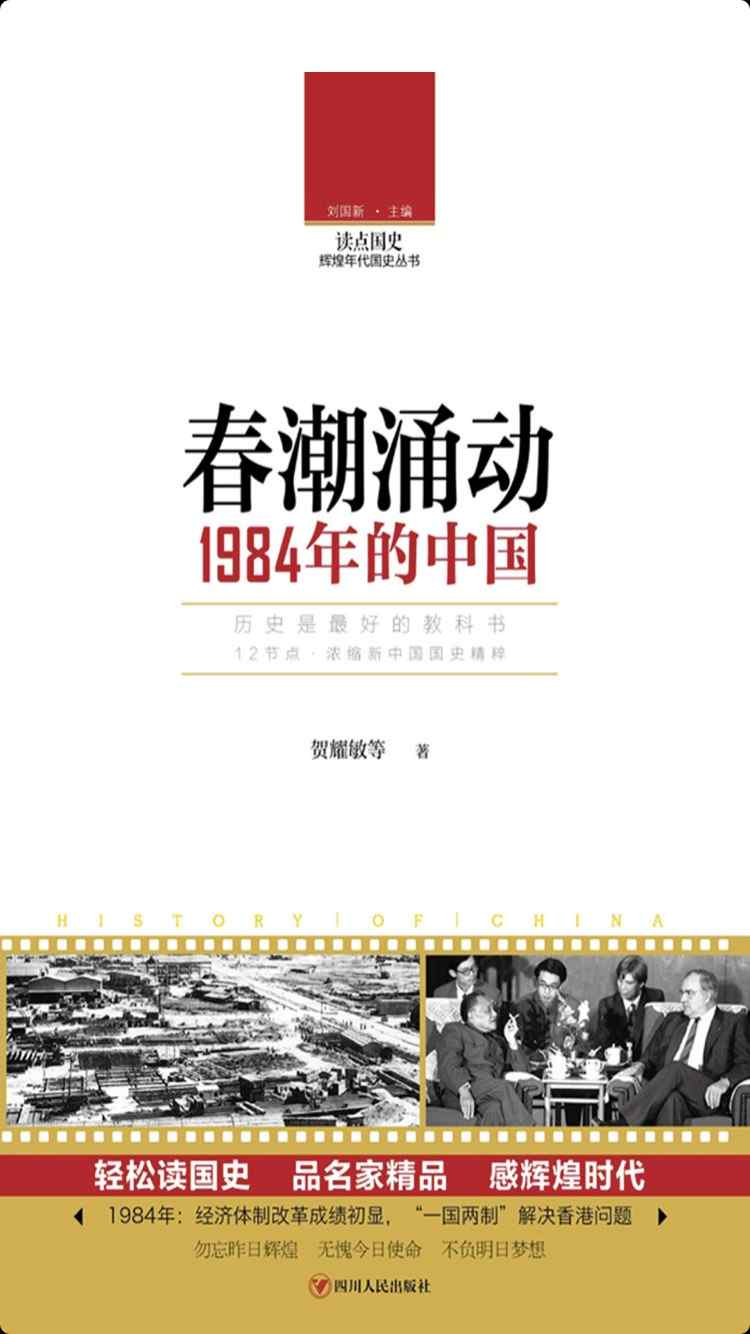 刘国新 · 主编
读点国史
辉煌年代国史丛书
春潮涌动
1984年的中国
历史是最好的教科书
12节点·浓缩新中国国史精粹
贺耀敏等 著
HISTORY | OF | CHINA
轻松读国史 品名家精品 感辉煌时代
1984年：经济体制改革成绩初显，“一国两制”解决香港问题
勿忘昨日辉煌 无愧今日使命 不负明日梦想
四川人民出版社